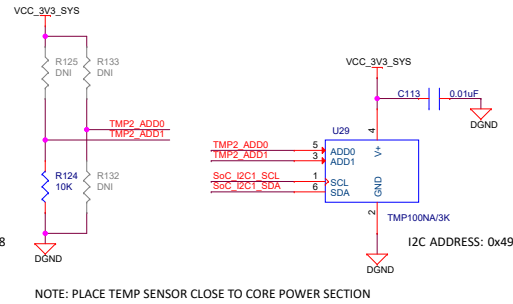 VCC_3V3_SYS
R125
DNI
R133
DNI
TMP2_ADD0
TMP2_ADD1
R124
10K
R132
DNI
DGND
8
VCC_3V3_SYS
C113
0.01uF
DGND
U29
4
TMP2_ADD0
5
ADD0
V+
TMP2_ADD1
3
ADD1
SoC_I2C1_SCL
1
SCL
SoC_I2C1_SDA
6
SDA
GND
2
TMP100NA/3K
I2C ADDRESS: 0x49
DGND
NOTE: PLACE TEMP SENSOR CLOSE TO CORE POWER SECTION